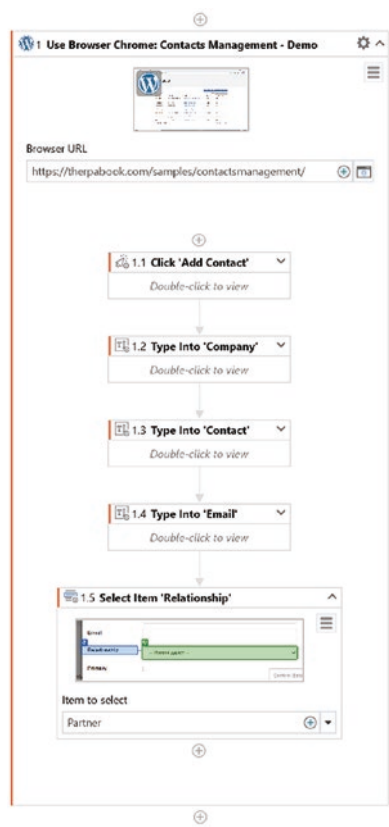 1 Use Browser Chrome: Contacts Management - Demo
Browser URL
https://therpabook.com/samples/contactsmanagement/
1.1 Click 'Add Contact'
Double-click to view
1.2 Type Into 'Company'
Double-click to view
1.3 Type Into 'Contact'
Double-click to view
1.4 Type Into 'Email'
Double-click to view
1.5 Select Item 'Relationship'
Email
Item to select
Partner